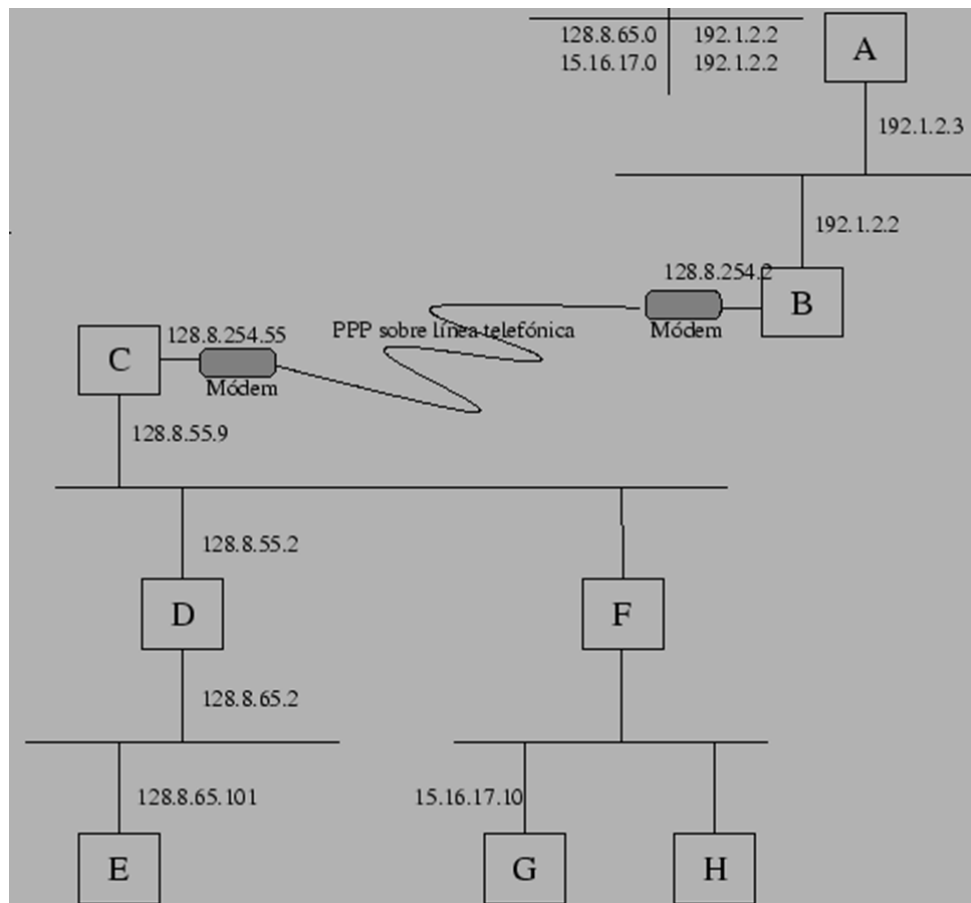 128.8.65.0 192.1.2.2
15.16.17.0 192.1.2.2
A
192.1.2.3
192.1.2.2
128.8.254.2
B
Módem
PPP sobre línea telefónica
128.8.254.55
C
Módem
128.8.55.9
128.8.55.2
D
F
128.8.65.2
128.8.65.101
15.16.17.10
E
G
H